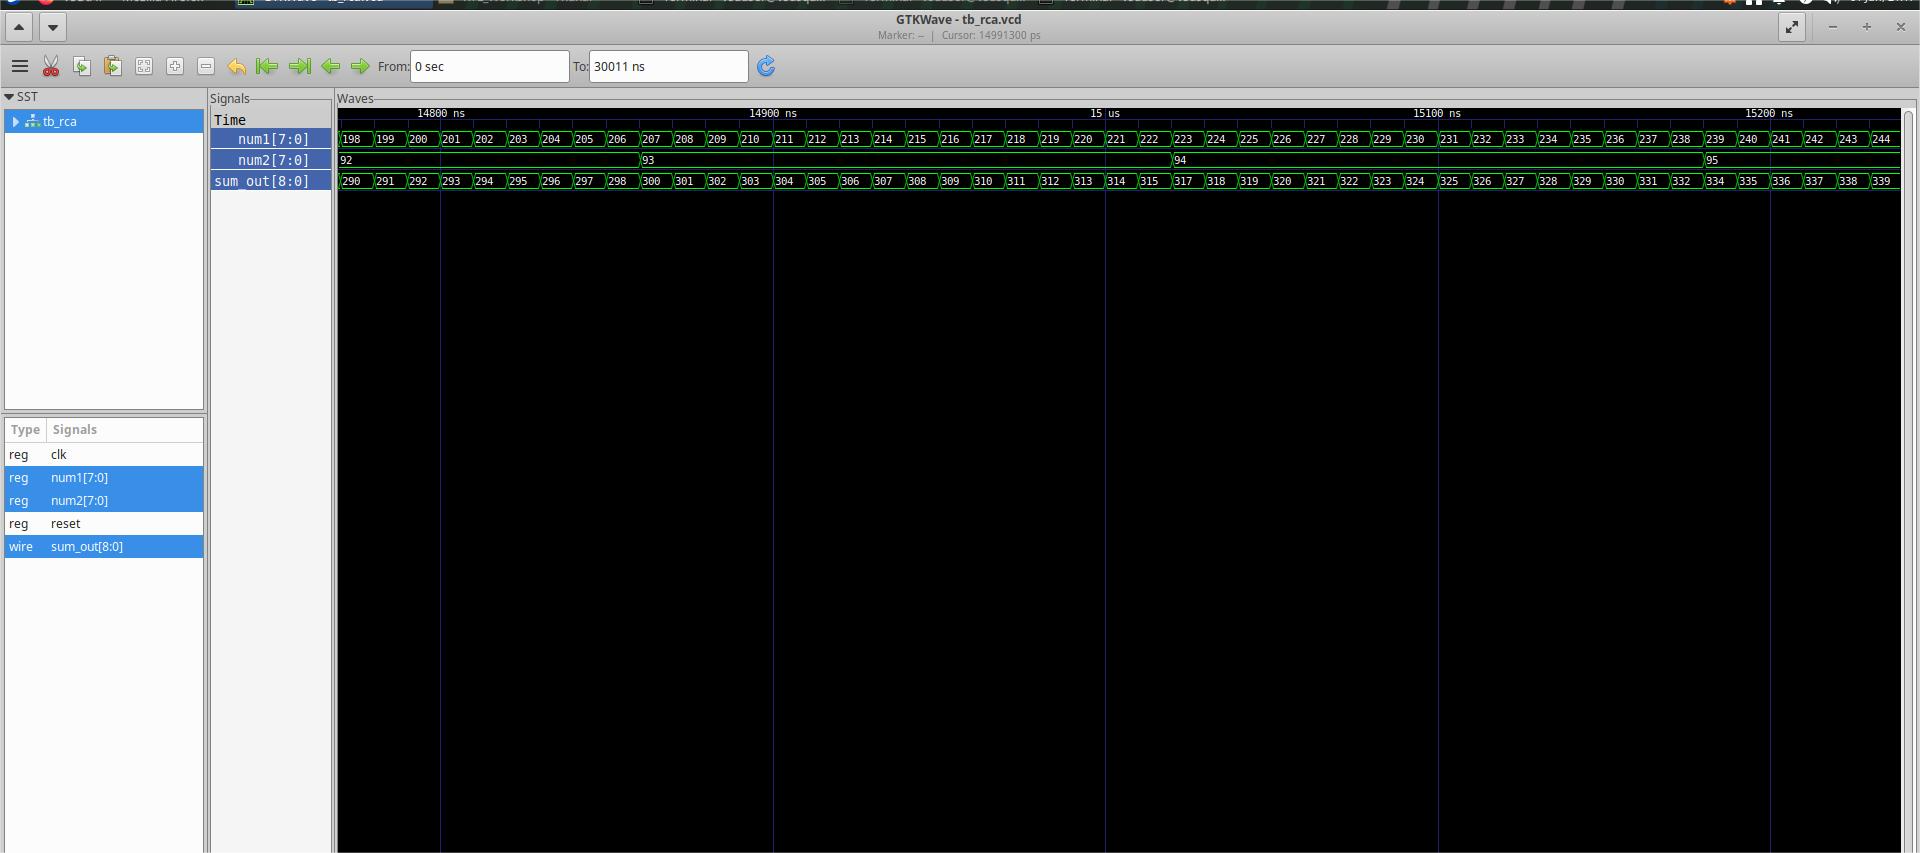 GTKWave - tb_rca.vcd
Marker: -- | Cursor: 14991300 ps
From: 0 sec To: 30011 ns
SST
tb_rca
Type Signals
reg clk
reg num1[7:0]
reg num2[7:0]
reg reset
wire sum_out[8:0]
Signals
Time
num1[7:0]
num2[7:0]
sum_out[8:0]
Waves
14800 ns 14900 ns 15 us 15100 ns 15200 ns
198 199 200 201 202 203 204 205 206 207 208 209 210 211 212 213 214 215 216 217 218 219 220 221 222 223 224 225 226 227 228 229 230 231 232 233 234 235 236 237 238 239 240 241 242 243 244
92 93 94 95
290 291 292 293 294 295 296 297 298 300 301 302 303 304 305 306 307 308 309 310 311 312 313 314 315 317 318 319 320 321 322 323 324 325 326 327 328 329 330 331 332 334 335 336 337 338 339